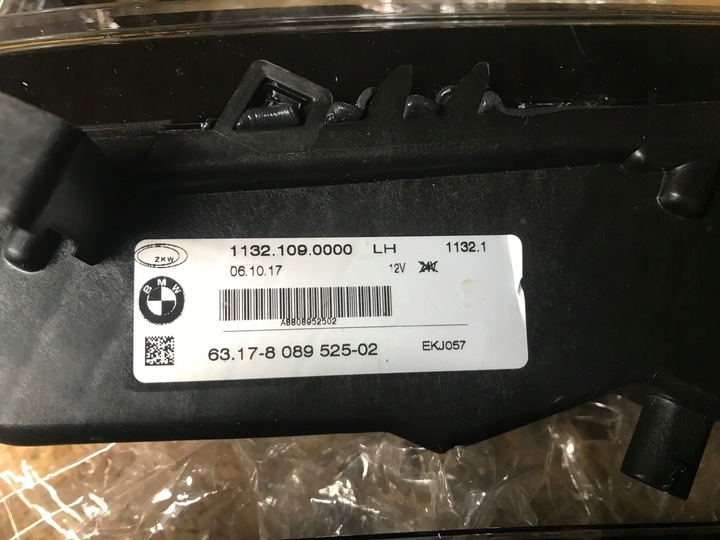 ZKW
1132.109.0000 LH 1132.1
06.10.17 12V
BMW
A8808952502
63.17-8 089 525-02 EKJ057